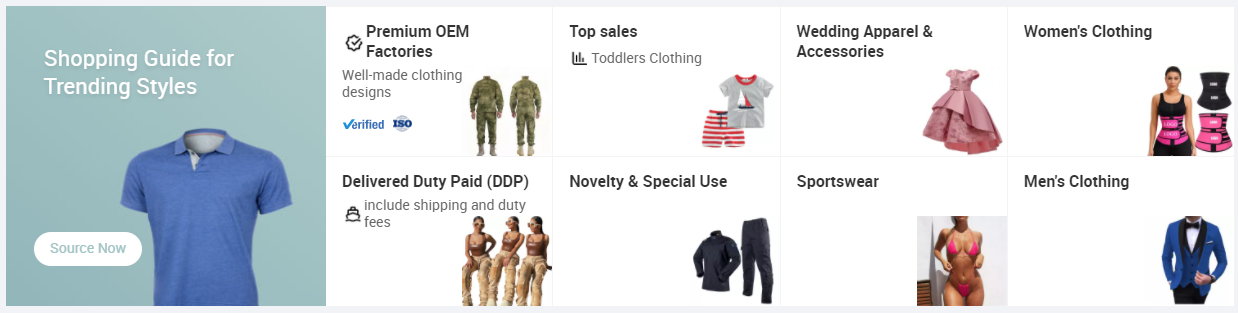 Shopping Guide for
Trending Styles
Source Now
Premium OEM
Factories
Well-made clothing
designs
Verified ISO
Top sales
Toddlers Clothing
Wedding Apparel &
Accessories
Women's Clothing
LOGO
LOGO
Delivered Duty Paid (DDP)
include shipping and duty
fees
Novelty & Special Use
Sportswear
Men's Clothing